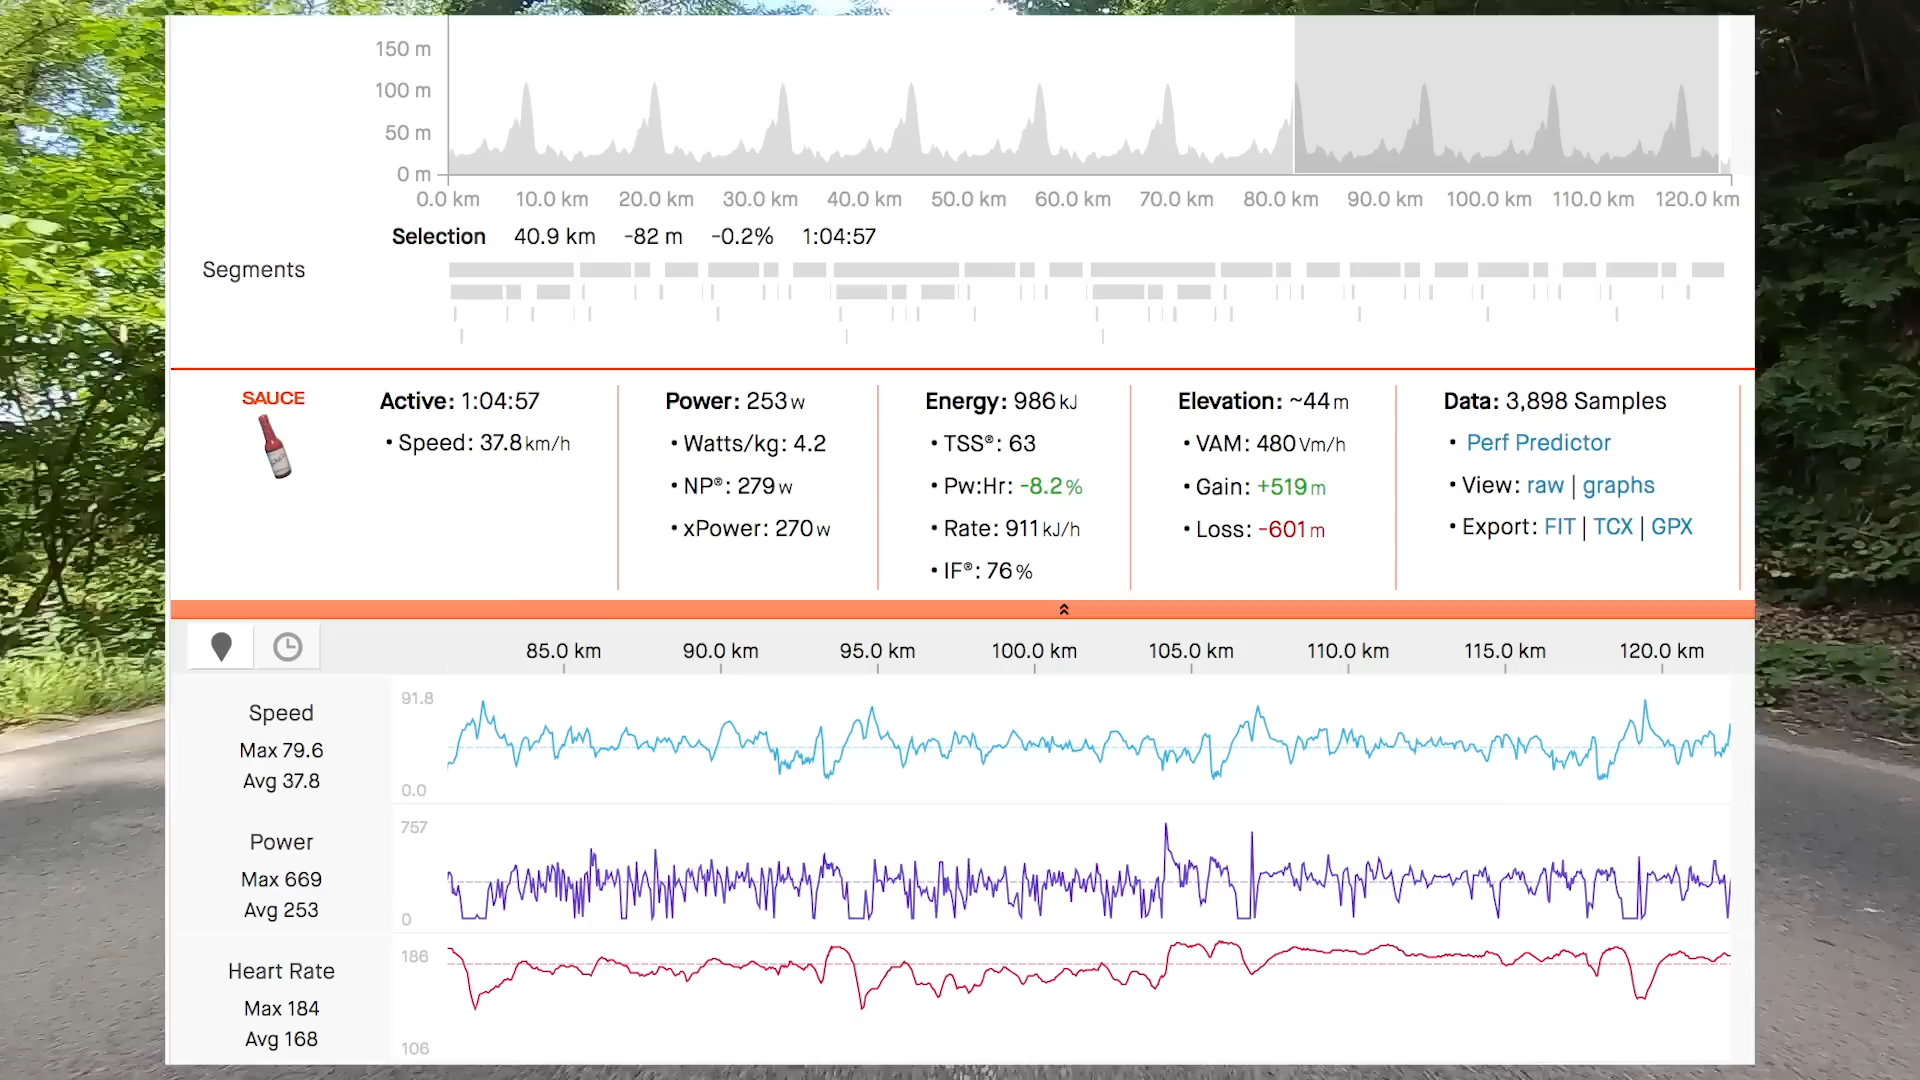 150 m
100 m
50 m
0 m
0.0 km 10.0 km 20.0 km 30.0 km 40.0 km 50.0 km 60.0 km 70.0 km 80.0 km 90.0 km 100.0 km 110.0 km 120.0 km
Selection 40.9 km -82 m -0.2% 1:04:57
Segments
SAUCE
Active: 1:04:57
• Speed: 37.8 km/h
Power: 253 w
• Watts/kg: 4.2
• NP®: 279 w
• xPower: 270 w
Energy: 986 kJ
• TSS®: 63
• Pw:Hr: -8.2 %
• Rate: 911 kJ/h
• IF®: 76 %
Elevation: ~44 m
• VAM: 480 Vm/h
• Gain: +519 m
• Loss: -601 m
Data: 3,898 Samples
• Perf Predictor
• View: raw | graphs
• Export: FIT | TCX | GPX
85.0 km 90.0 km 95.0 km 100.0 km 105.0 km 110.0 km 115.0 km 120.0 km
Speed
Max 79.6
Avg 37.8
91.8
0.0
Power
Max 669
Avg 253
757
0
Heart Rate
Max 184
Avg 168
186
106